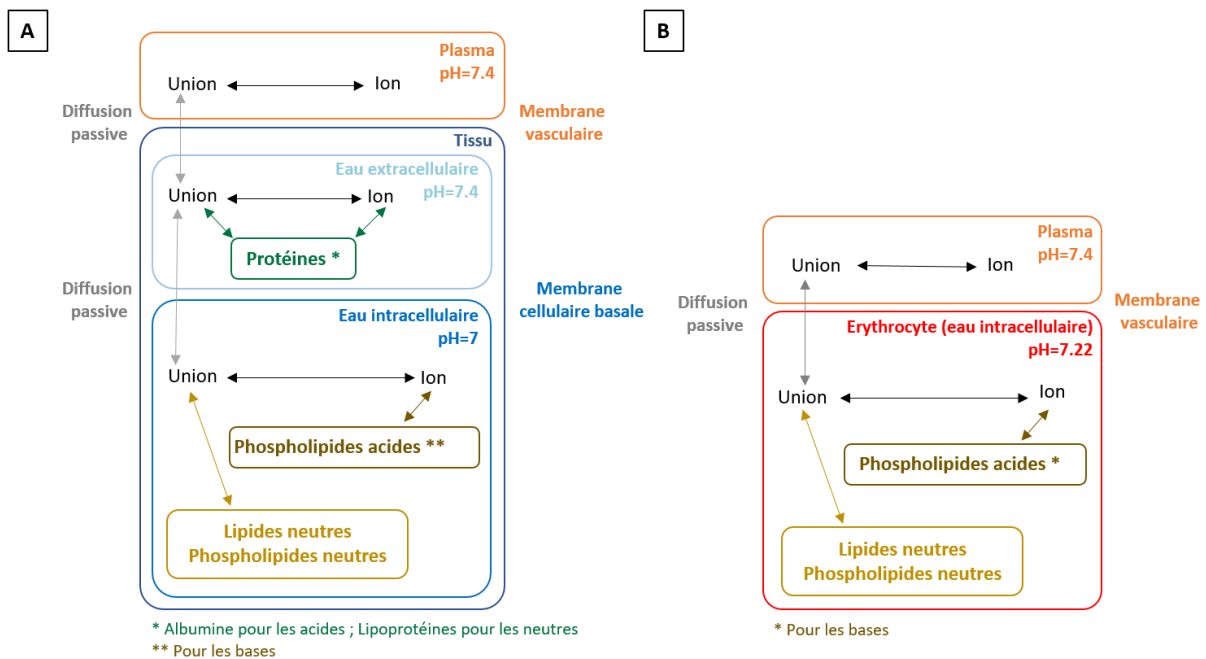 A
Plasma
pH=7.4
Union
Ion
Diffusion
passive
Membrane
vasculaire
Tissu
Eau extracellulaire
pH=7.4
Union
Ion
Protéines *
Diffusion
passive
Membrane
cellulaire basale
Eau intracellulaire
pH=7
Union
Ion
Phospholipides acides **
Lipides neutres
Phospholipides neutres
* Albumine pour les acides ; Lipoprotéines pour les neutres
** Pour les bases
B
Plasma
pH=7.4
Union
Ion
Diffusion
passive
Membrane
vasculaire
Erythrocyte (eau intracellulaire)
pH=7.22
Union
Ion
Phospholipides acides *
Lipides neutres
Phospholipides neutres
* Pour les bases